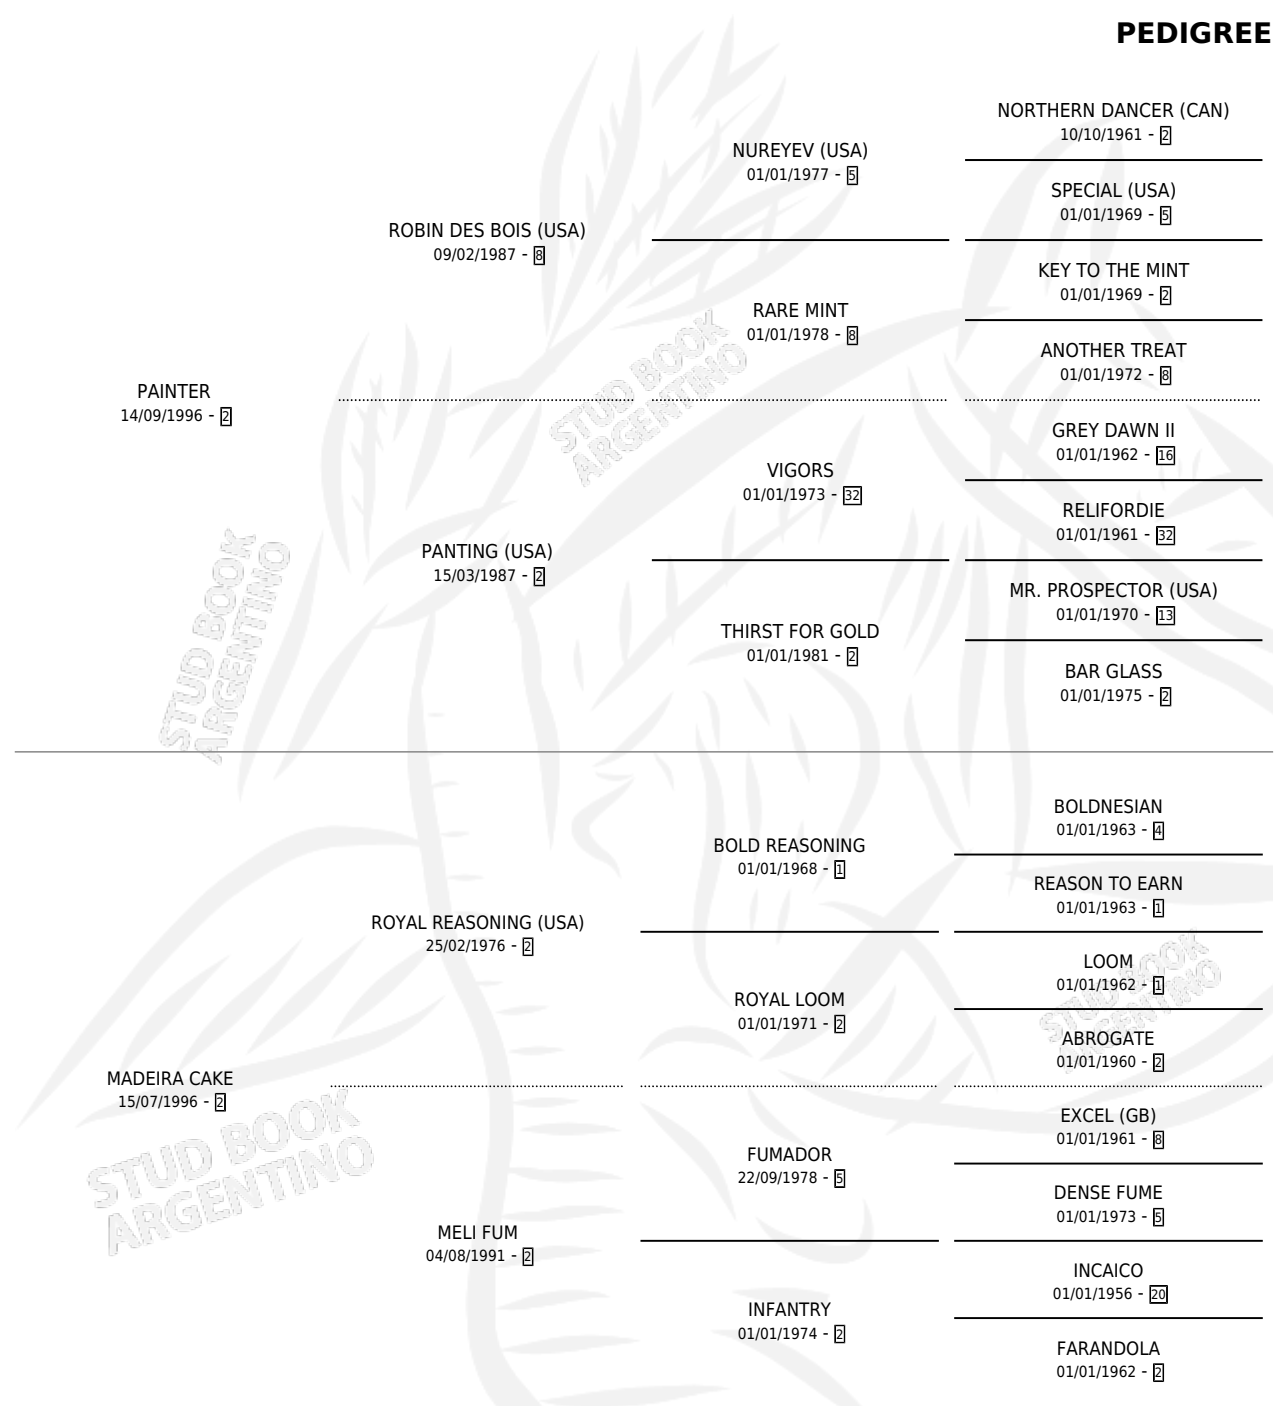 PEDIGREE
NORTHERN DANCER (CAN)
10/10/1961 - 2
NUREYEV (USA)
01/01/1977 - 5
SPECIAL (USA)
01/01/1969 - 5
ROBIN DES BOIS (USA)
09/02/1987 - 8
KEY TO THE MINT
01/01/1969 - 2
RARE MINT
01/01/1978 - 8
ANOTHER TREAT
01/01/1972 - 8
PAINTER
14/09/1996 - 2
STUD BOOK
ARGENTINO
GREY DAWN II
01/01/1962 - 16
VIGORS
01/01/1973 - 32
RELIFORDIE
01/01/1961 - 32
PANTING (USA)
15/03/1987 - 2
MR. PROSPECTOR (USA)
01/01/1970 - 13
THIRST FOR GOLD
01/01/1981 - 2
BAR GLASS
01/01/1975 - 2
STUD BOOK
ARGENTINO
BOLDNESIAN
01/01/1963 - 4
BOLD REASONING
01/01/1968 - 1
REASON TO EARN
01/01/1963 - 1
ROYAL REASONING (USA)
25/02/1976 - 2
LOOM
01/01/1962 - 1
ROYAL LOOM
01/01/1971 - 2
STUD BOOK
ARGENTINO
ABROGATE
01/01/1960 - 2
MADEIRA CAKE
15/07/1996 - 2
EXCEL (GB)
01/01/1961 - 8
FUMADOR
22/09/1978 - 5
DENSE FUME
01/01/1973 - 5
STUD BOOK
ARGENTINO
MELI FUM
04/08/1991 - 2
INCAICO
01/01/1956 - 20
INFANTRY
01/01/1974 - 2
FARANDOLA
01/01/1962 - 2